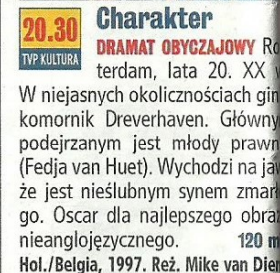 20.30
TVP KULTURA
Charakter
DRAMAT OBYCZAJOWY
terdam, lata 20. XX
W niejasnych okolicznościach
komornik Dreverhaven.
podejrzanym jest młody
(Fedja van Huet). Wychodzi na
że jest nieślubnym synem
go. Oscar dla najlepszego
nieanglojęzycznego. 120
Hol./Belgia, 1997. Reż. Mike van